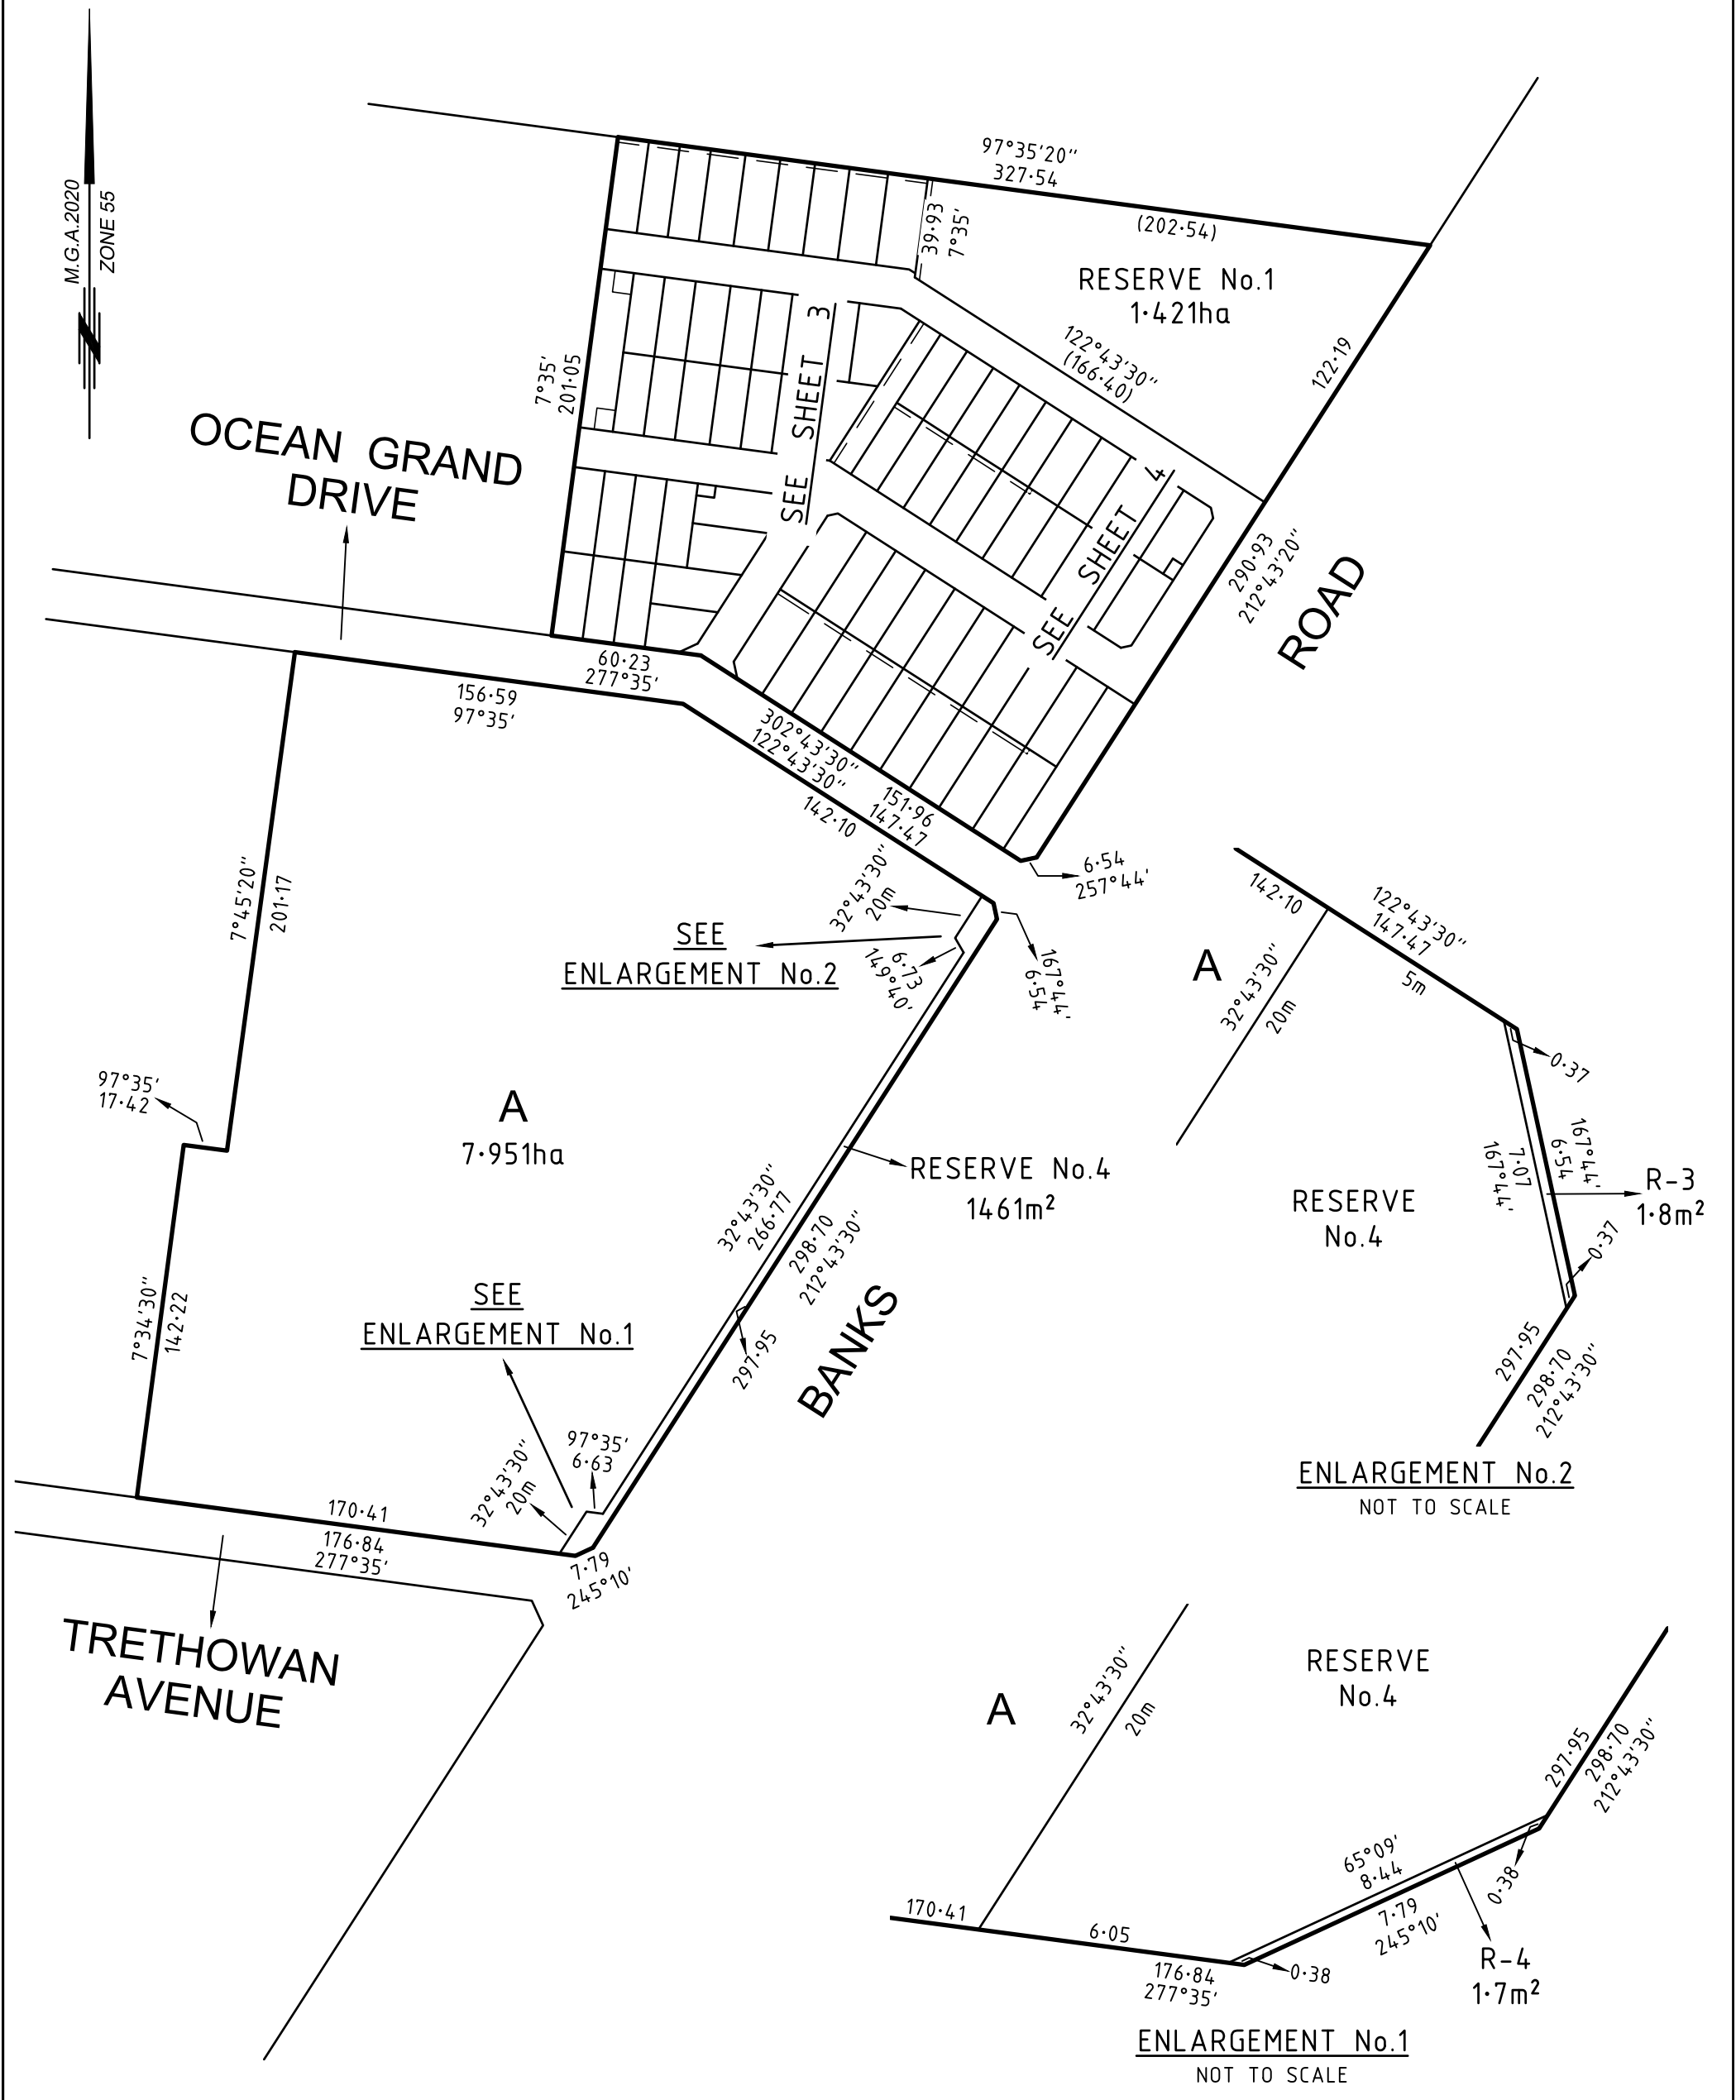 M.G.A.2020
ZONE 55
97°35'20"
327·54
(202·54)
39·93
7°35'
RESERVE No.1
1·421ha
122°43'30"
(166·40)
122·19
7°35'
201·05
SEE SHEET 3
SEE SHEET 4
OCEAN GRAND
DRIVE
290·93
212°43'20"
ROAD
60·23
277°35'
156·59
97°35'
302°43'30"
122°43'30"
151·96
147·47
142·10
6·54
257°44'
32°43'30"
20m
SEE
ENLARGEMENT No.2
6·73
149°40'
167°44'
6·54
7°45'20"
201·17
97°35'
17·42
A
7·951ha
RESERVE No.4
1461m²
32°43'30"
266·77
298·70
212°43'30"
297·95
BANKS
SEE
ENLARGEMENT No.1
7°34'30"
142·22
97°35'
6·63
32°43'30"
20m
170·41
176·84
277°35'
7·79
245°10'
TRETHOWAN
AVENUE
142·10
122°43'30"
147·47
5m
A
32°43'30"
20m
0·37
167°44'
6·54
7·07
167°44'
R-3
1·8m²
RESERVE
No.4
0·37
297·95
298·70
212°43'30"
ENLARGEMENT No.2
NOT TO SCALE
RESERVE
No.4
A
32°43'30"
20m
297·95
298·70
212°43'30"
65°09'
8·44
0·38
7·79
245°10'
170·41
6·05
176·84
277°35'
0·38
R-4
1·7m²
ENLARGEMENT No.1
NOT TO SCALE